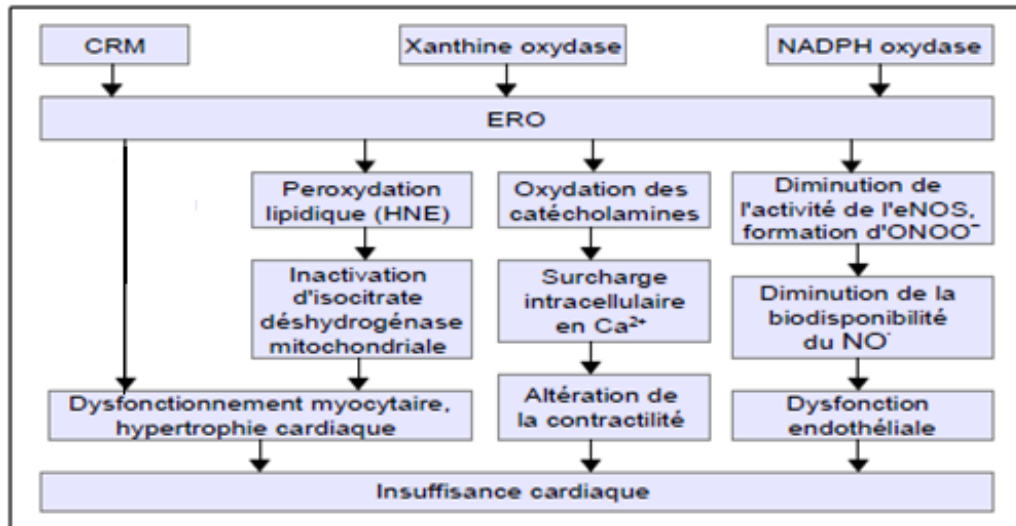 CRM
Xanthine oxydase
NADPH oxydase
ERO
Peroxydation
lipidique (HNE)
Oxydation des
catécholamines
Diminution de
l'activité de l'eNOS,
formation d'ONOO⁻
Inactivation
d'isocitrate
déshydrogénase
mitochondriale
Surcharge
intracellulaire
en Ca²⁺
Diminution de la
biodisponibilité
du NO·
Dysfonctionnement myocytaire,
hypertrophie cardiaque
Altération de
la contractilité
Dysfonction
endothéliale
Insuffisance cardiaque